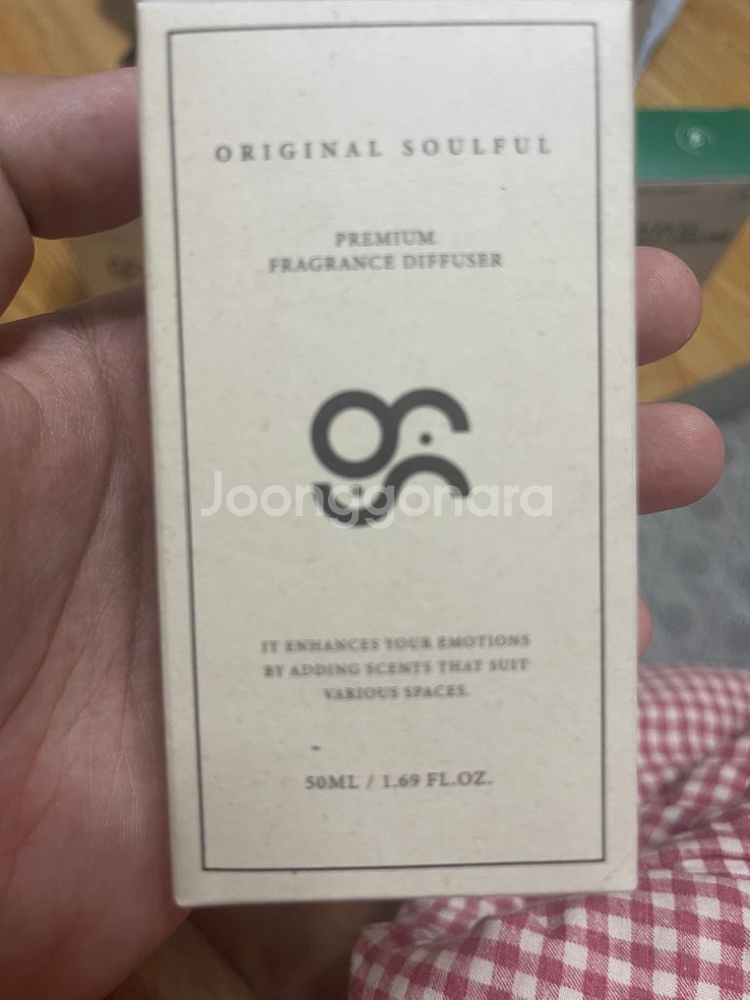 ORIGINAL SOULFUL
PREMIUM
FRAGRANCE DIFFUSER
Joonggonara
IT ENHANCES YOUR EMOTIONS
BY ADDING SCENTS THAT SUIT
VARIOUS SPACES.
50ML / 1.69 FL.OZ.